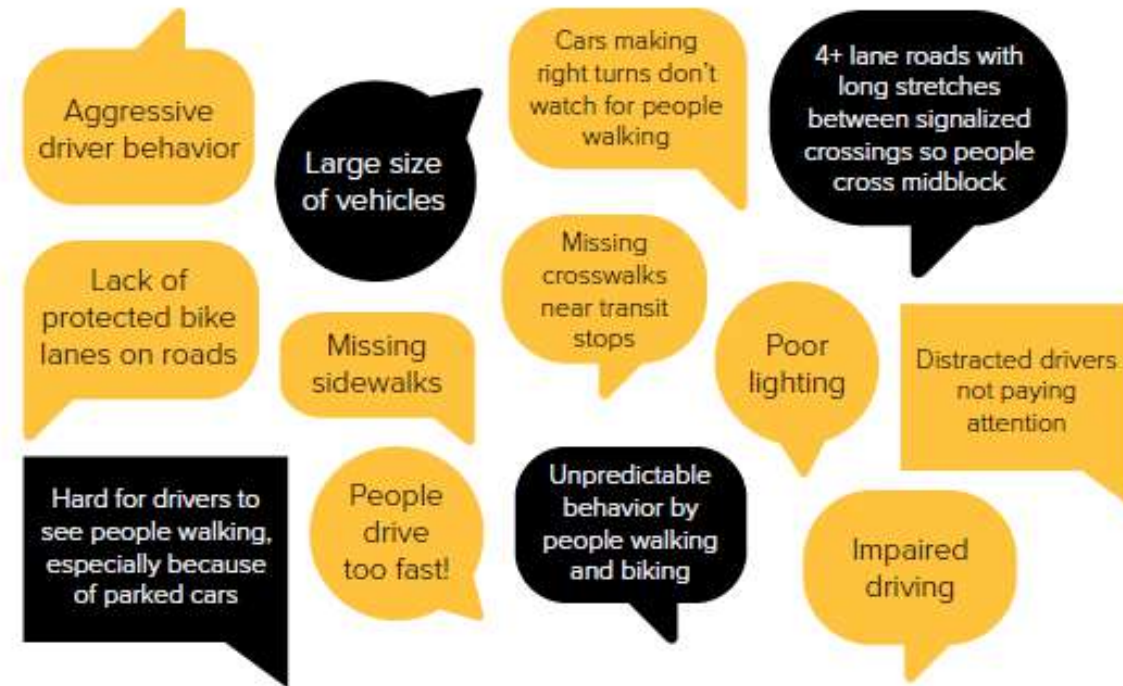 Aggressive
driver behavior
Large size
of vehicles
Cars making
right turns don't
watch for people
walking
4+ lane roads with
long stretches
between signalized
crossings so people
cross midblock
Lack of
protected bike
lanes on roads
Missing
sidewalks
Missing
crosswalks
near transit
stops
Poor
lighting
Distracted drivers
not paying
attention
Hard for drivers to
see people walking,
especially because
of parked cars
People
drive
too fast!
Unpredictable
behavior by
people walking
and biking
Impaired
driving